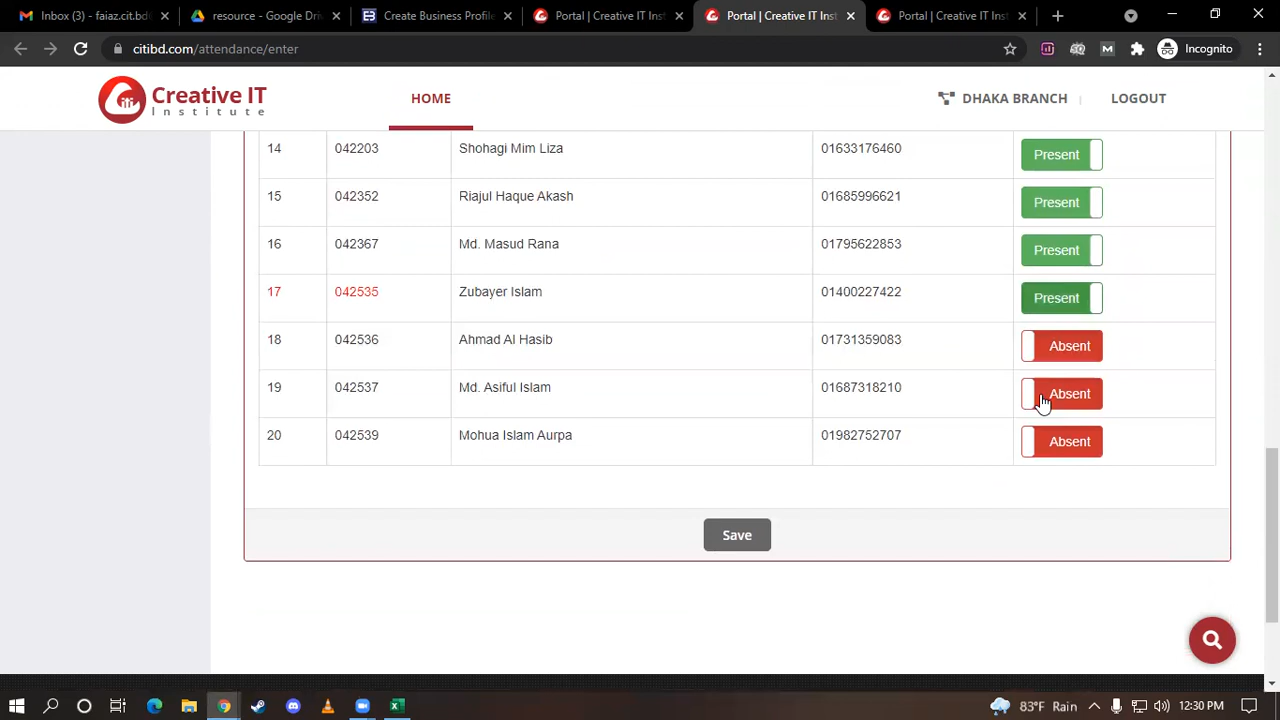 Inbox (3) - faiaz.cit.bd
resource - Google Dri
Create Business Profile
Portal | Creative IT Inst
Portal | Creative IT Inst
Portal | Creative IT Inst
citibd.com/attendance/enter
Incognito
Creative IT
Institute
HOME
DHAKA BRANCH
LOGOUT
14 042203 Shohagi Mim Liza 01633176460 Present
15 042352 Riajul Haque Akash 01685996621 Present
16 042367 Md. Masud Rana 01795622853 Present
17 042535 Zubayer Islam 01400227422 Present
18 042536 Ahmad Al Hasib 01731359083 Absent
19 042537 Md. Asiful Islam 01687318210 Absent
20 042539 Mohua Islam Aurpa 01982752707 Absent
Save
83°F Rain
12:30 PM